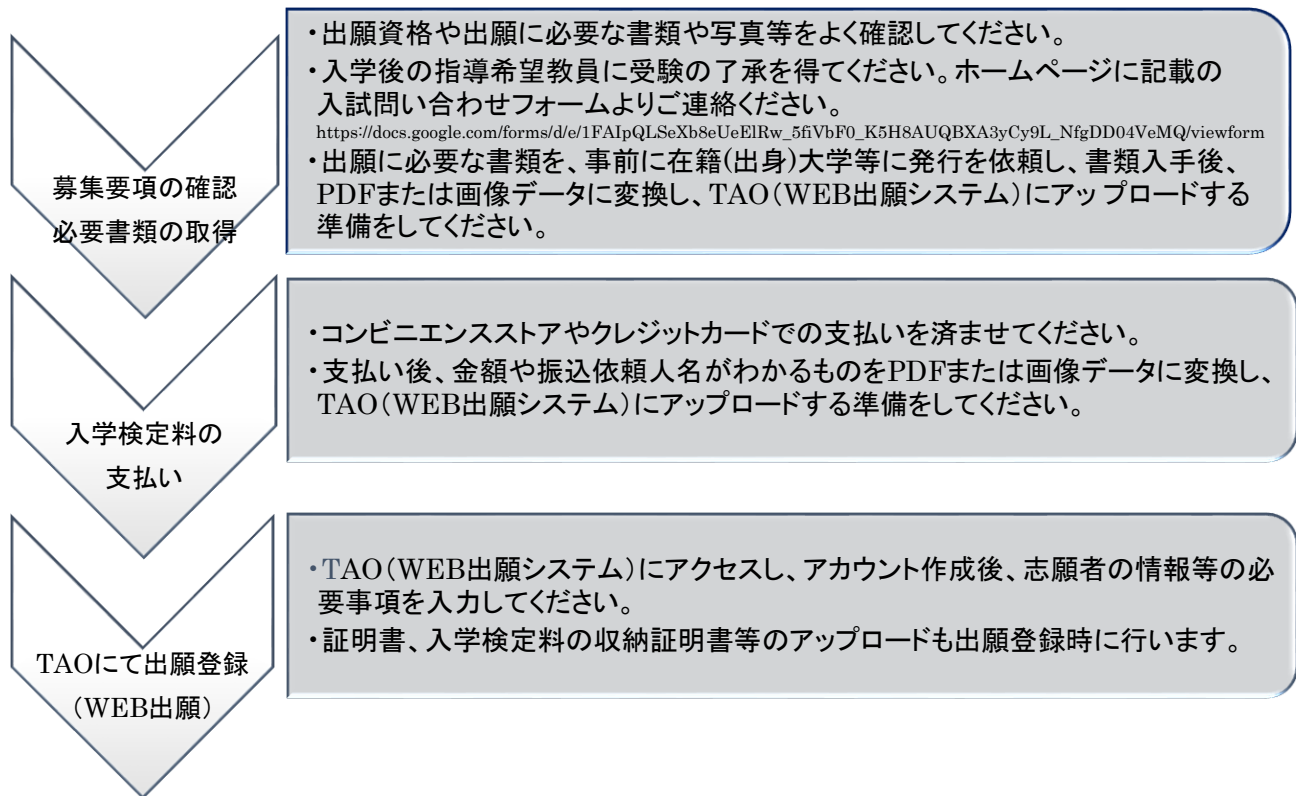 募集要項の確認
必要書類の取得
・出願資格や出願に必要な書類や写真等をよく確認してください。
・入学後の指導希望教員に受験の了承を得てください。ホームページに記載の
入試問い合わせフォームよりご連絡ください。
https://docs.google.com/forms/d/e/1FAIpQLSeXb8eUeElRw_5fiVbF0_K5H8AUQBXA3yCy9L_NfgDD04VeMQ/viewform
・出願に必要な書類を、事前に在籍(出身)大学等に発行を依頼し、書類入手後、
PDFまたは画像データに変換し、TAO(WEB出願システム)にアップロードする
準備をしてください。
入学検定料の
支払い
・コンビニエンスストアやクレジットカードでの支払いを済ませてください。
・支払い後、金額や振込依頼人名がわかるものをPDFまたは画像データに変換し、
TAO(WEB出願システム)にアップロードする準備をしてください。
TAOにて出願登録
(WEB出願)
・TAO(WEB出願システム)にアクセスし、アカウント作成後、志願者の情報等の必
要事項を入力してください。
・証明書、入学検定料の収納証明書等のアップロードも出願登録時に行います。